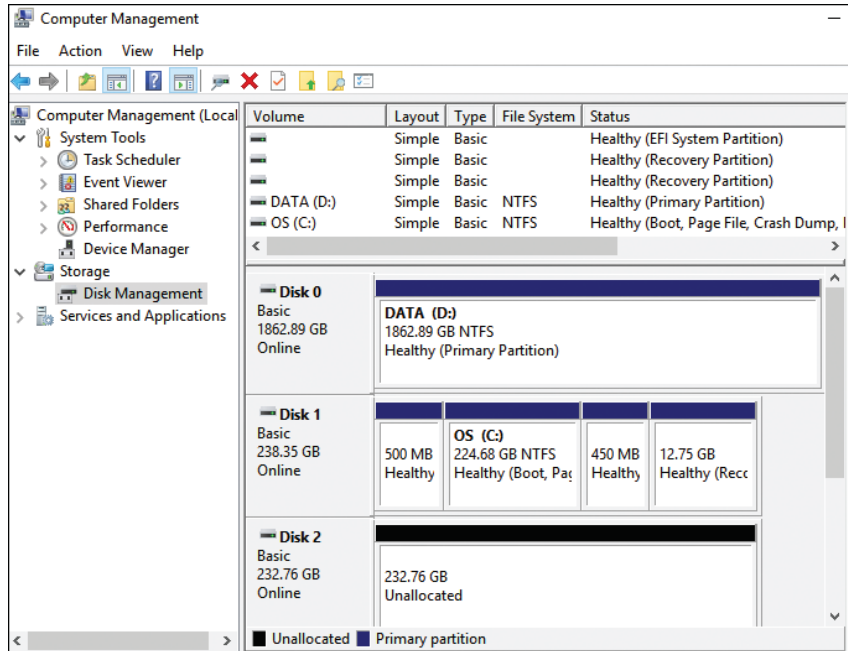 Computer Management
File Action View Help
Computer Management (Local
System Tools
Task Scheduler
Event Viewer
Shared Folders
Performance
Device Manager
Storage
Disk Management
Services and Applications
Volume Layout Type File System Status
Simple Basic Healthy (EFI System Partition)
Simple Basic Healthy (Recovery Partition)
Simple Basic Healthy (Recovery Partition)
DATA (D:) Simple Basic NTFS Healthy (Primary Partition)
OS (C:) Simple Basic NTFS Healthy (Boot, Page File, Crash Dump,
Disk 0
Basic
1862.89 GB
Online
DATA (D:)
1862.89 GB NTFS
Healthy (Primary Partition)
Disk 1
Basic
238.35 GB
Online
500 MB
Healthy
OS (C:)
224.68 GB NTFS
Healthy (Boot, Pag
450 MB
Healthy
12.75 GB
Healthy (Reco
Disk 2
Basic
232.76 GB
Online
232.76 GB
Unallocated
Unallocated Primary partition